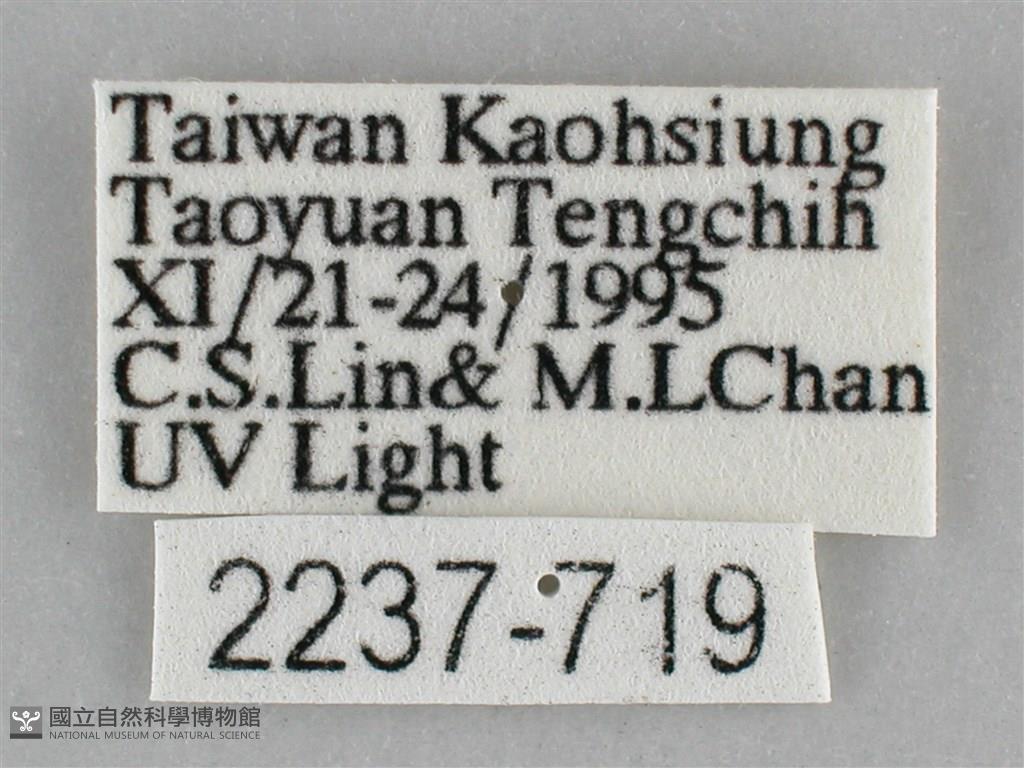 Taiwan Kaohsiung
Taoyuan Tengchih
XI/21-24/1995
C.S.Lin& M.LChan
UV Light
2237-719
國立自然科學博物館
NATIONAL MUSEUM OF NATURAL SCIENCE